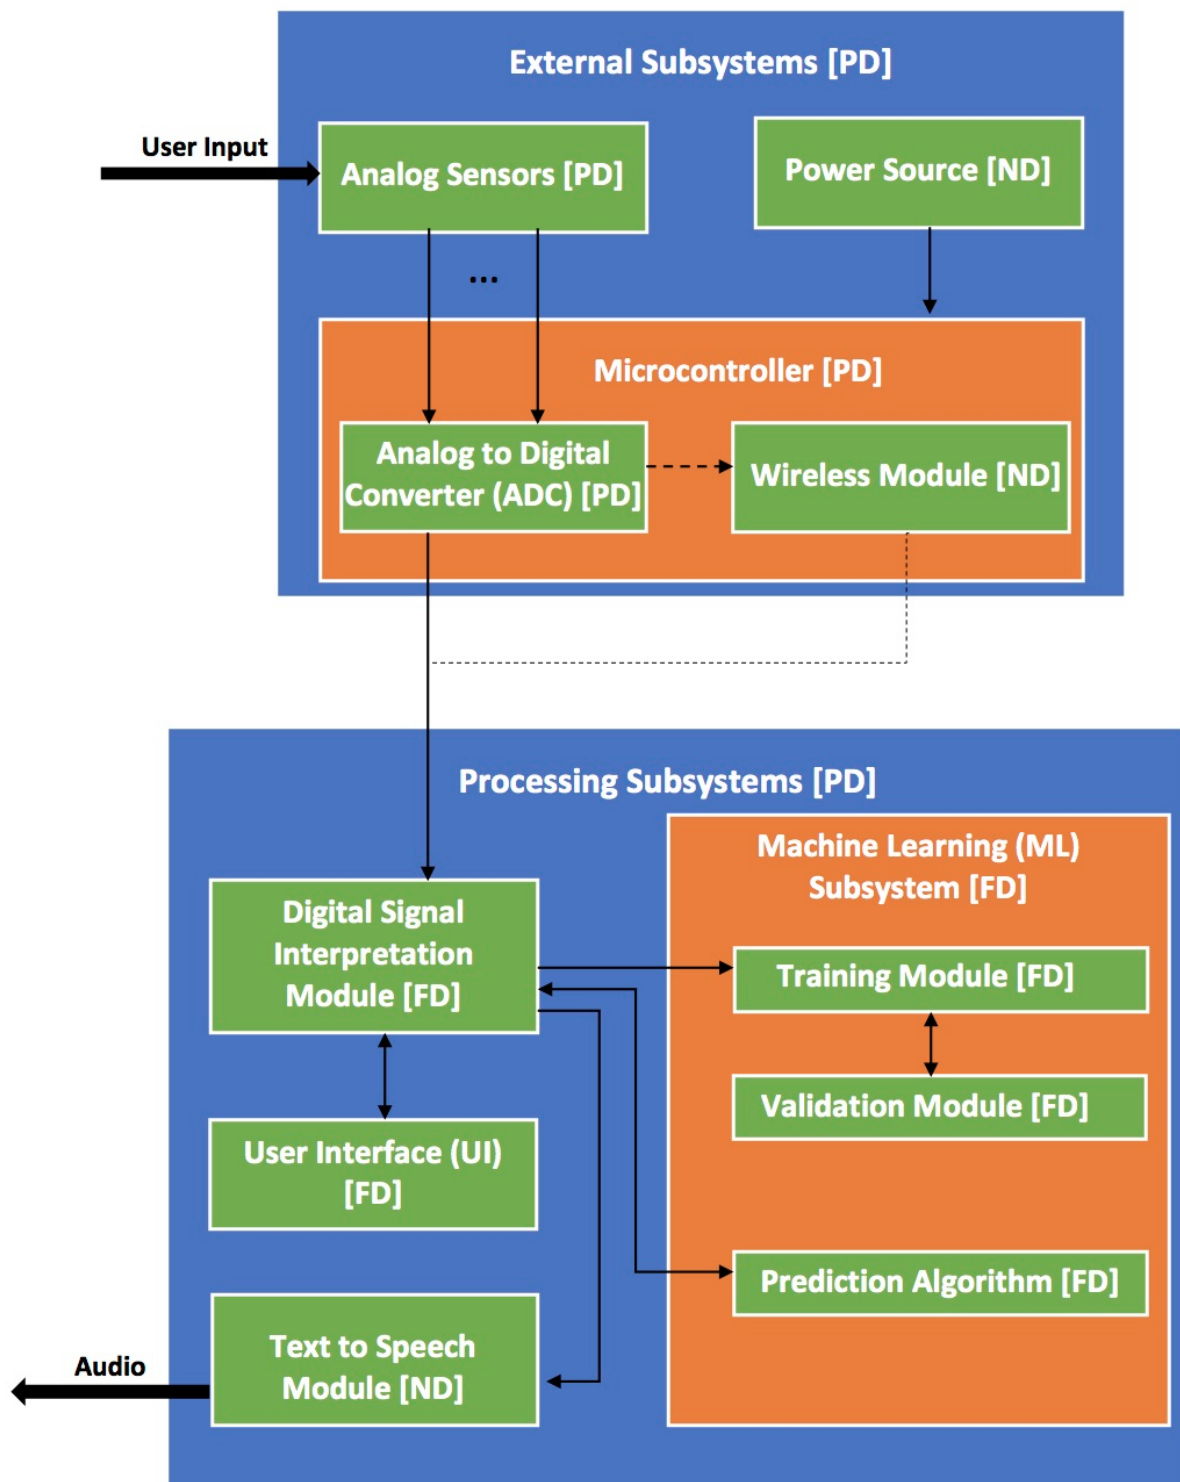 External Subsystems [PD]
User Input
Analog Sensors [PD]
Power Source [ND]
...
Microcontroller [PD]
Analog to Digital
Converter (ADC) [PD]
Wireless Module [ND]
Processing Subsystems [PD]
Machine Learning (ML)
Subsystem [FD]
Digital Signal
Interpretation
Module [FD]
Training Module [FD]
Validation Module [FD]
User Interface (UI)
[FD]
Prediction Algorithm [FD]
Text to Speech
Module [ND]
Audio